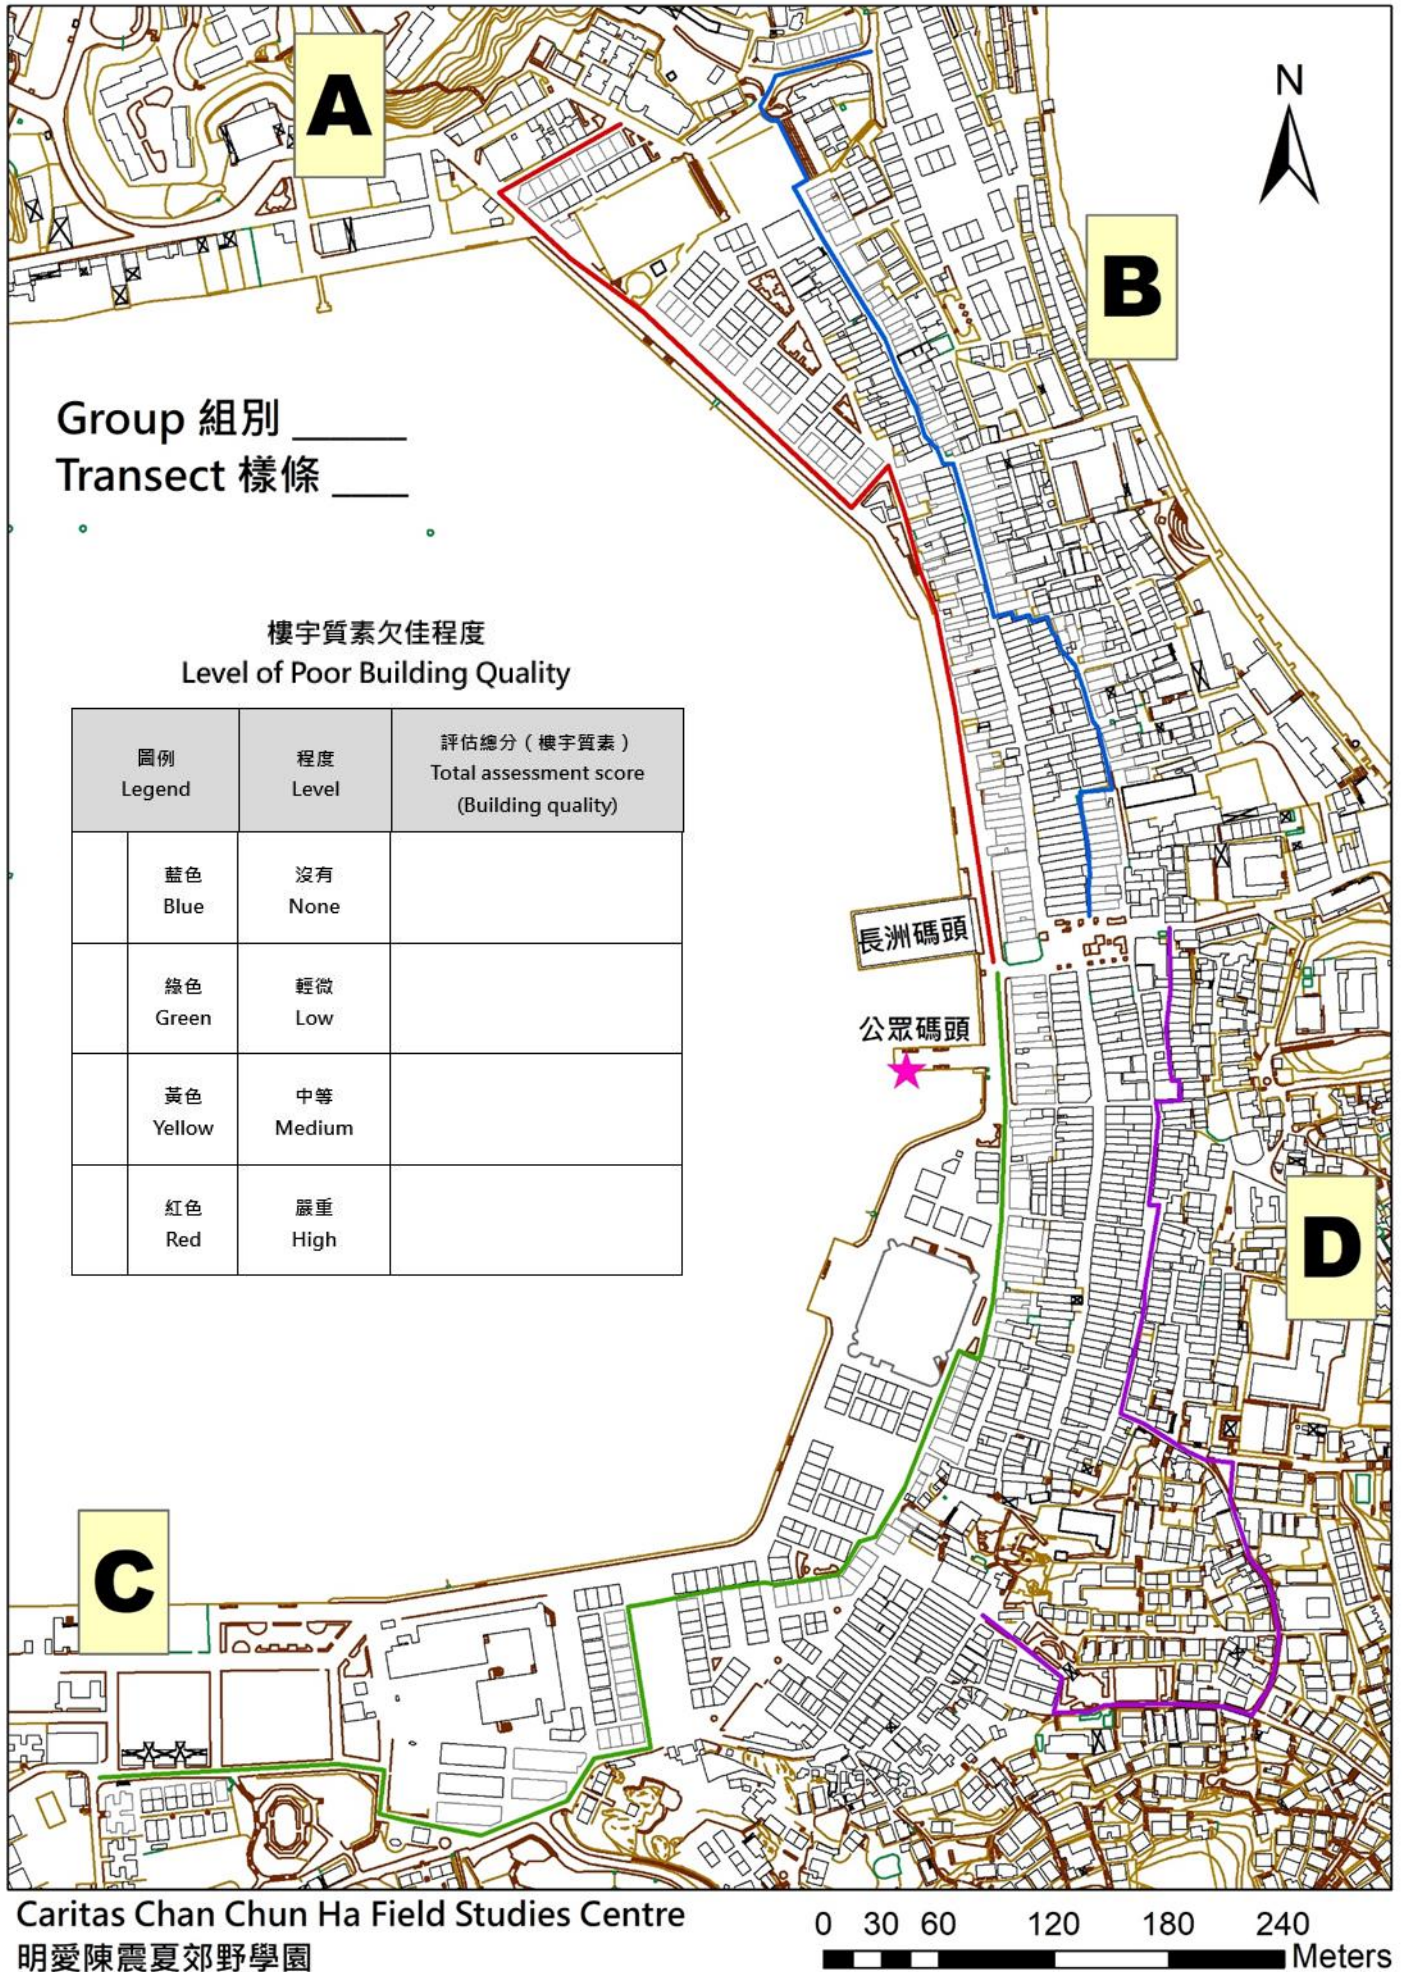 A
N
B
Group 組別 ______
Transect 樣條 ____
樓宇質素欠佳程度
Level of Poor Building Quality
圖例
Legend
程度
Level
評估總分（樓宇質素）
Total assessment score
(Building quality)
藍色
Blue
沒有
None
綠色
Green
輕微
Low
黃色
Yellow
中等
Medium
紅色
Red
嚴重
High
長洲碼頭
公眾碼頭
D
C
Caritas Chan Chun Ha Field Studies Centre
明愛陳震夏郊野學園
0 30 60 120 180 240
Meters